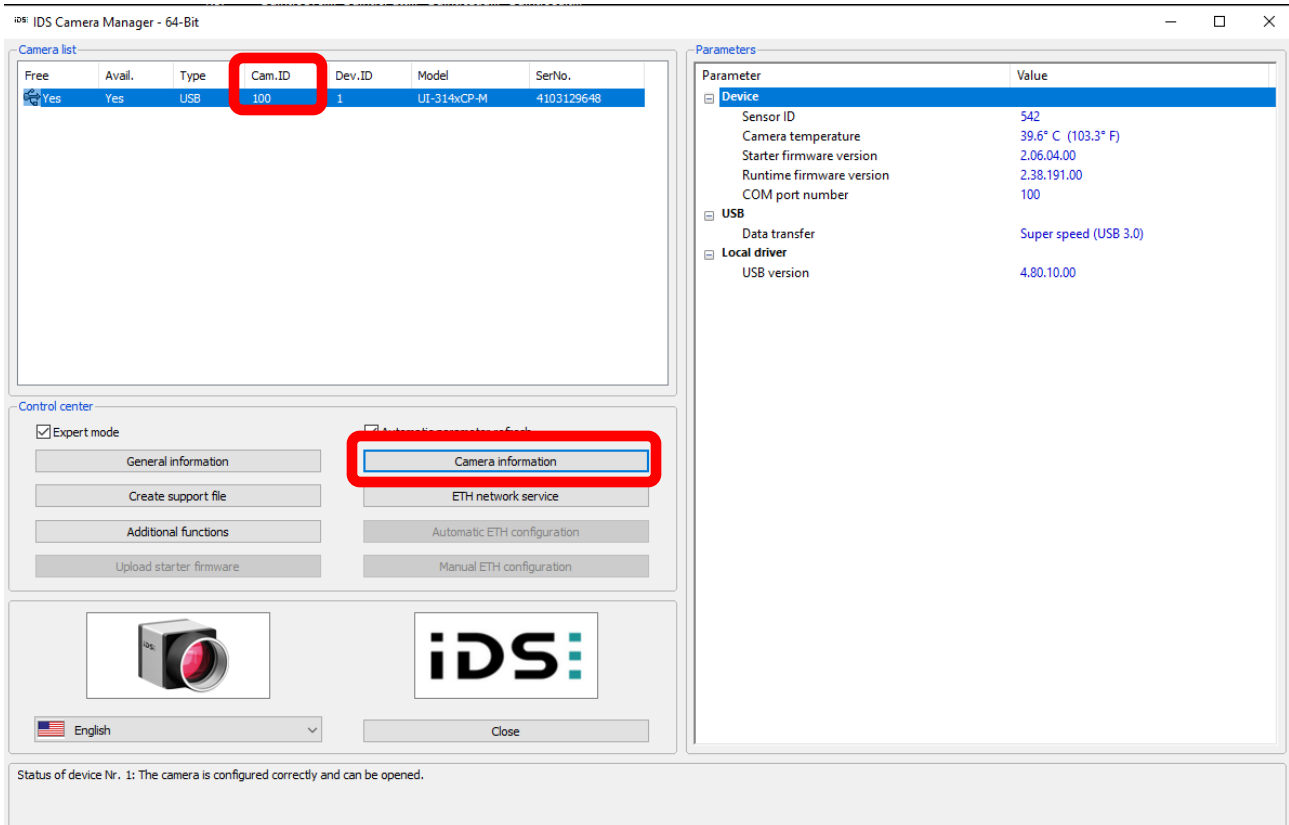 IDS Camera Manager - 64-Bit
Camera list
Free Avail. Type Cam.ID Dev.ID Model SerNo.
Yes Yes USB 100 1 UI-314xCP-M 4103129648
Control center
Expert mode
Automatic parameter refresh
General information
Camera information
Create support file
ETH network service
Additional functions
Automatic ETH configuration
Upload starter firmware
Manual ETH configuration
IDS
iDS
English
Close
Parameters
Parameter Value
Device
Sensor ID 542
Camera temperature 39.6° C (103.3° F)
Starter firmware version 2.06.04.00
Runtime firmware version 2.38.191.00
COM port number 100
USB
Data transfer Super speed (USB 3.0)
Local driver
USB version 4.80.10.00
Status of device Nr. 1: The camera is configured correctly and can be opened.